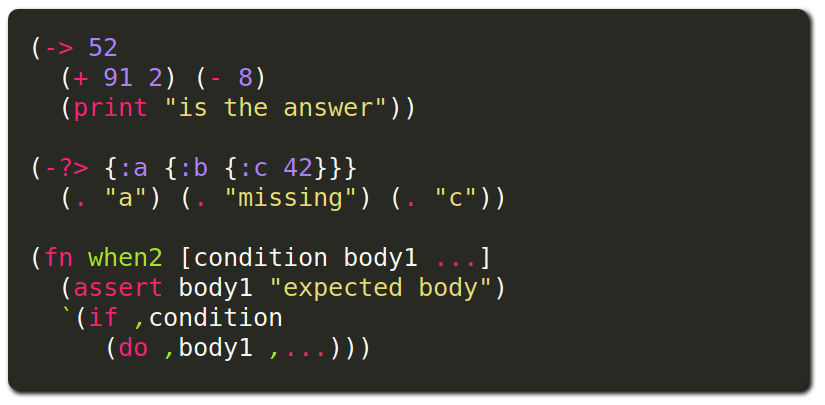 (-> 52
  (+ 91 2) (- 8)
  (print "is the answer"))

(-?> {:a {:b {:c 42}}}
  (. "a") (. "missing") (. "c"))

(fn when2 [condition body1 ...]
  (assert body1 "expected body")
  `(if ,condition
     (do ,body1 ,...)))